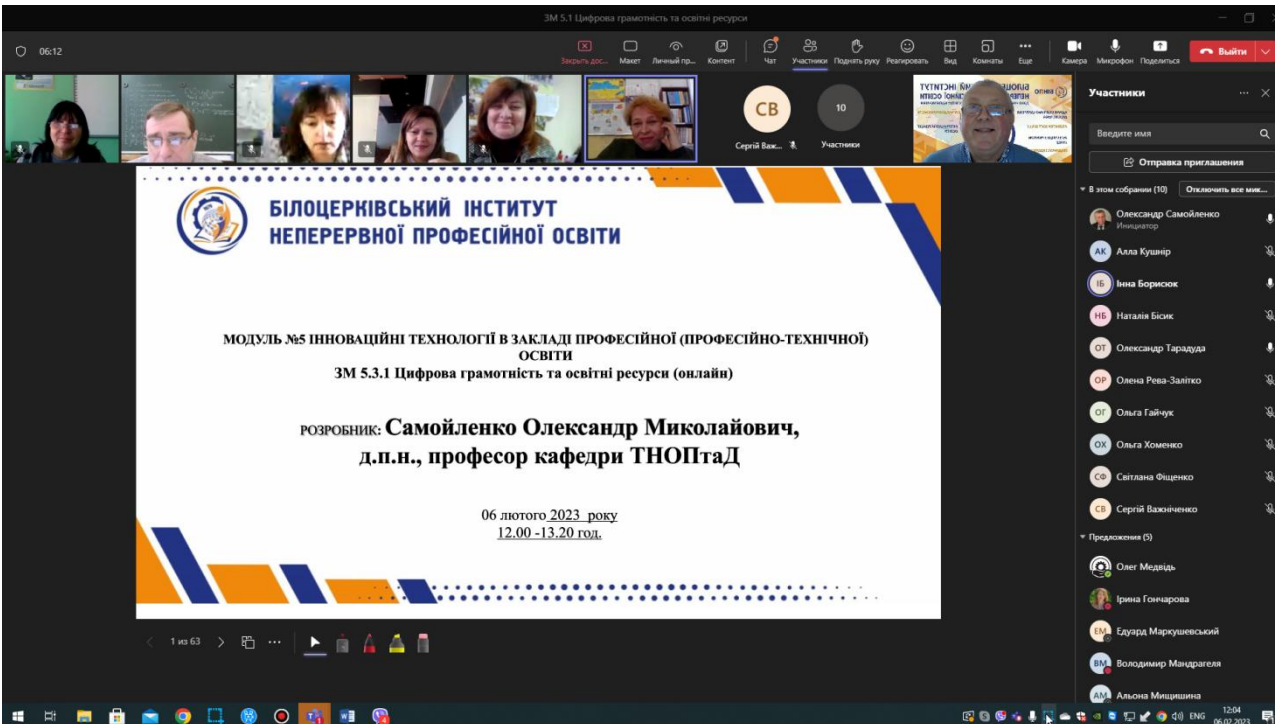 ЗМ 5.1 Цифрова грамотність та освітні ресурси
06:12
Закрыть дос...
Макет
Личный пр...
Контент
Чат
Участники
Поднять руку
Реагировать
Вид
Комнаты
Еще
Камера
Микрофон
Поделиться
Выйти
СВ
Сергій Важ...
10
Участники
БІЛОЦЕРКІВСЬКИЙ ІНСТИТУТ
НЕПЕРЕРВНОЇ ПРОФЕСІЙНОЇ ОСВІТИ
МОДУЛЬ №5 ІННОВАЦІЙНІ ТЕХНОЛОГІЇ В ЗАКЛАДІ ПРОФЕСІЙНОЇ (ПРОФЕСІЙНО-ТЕХНІЧНОЇ)
ОСВІТИ
ЗМ 5.3.1 Цифрова грамотність та освітні ресурси (онлайн)
РОЗРОБНИК: Самойленко Олександр Миколайович,
д.п.н., професор кафедри ТНОПтаД
06 лютого 2023 року
12.00 -13.20 год.
1 из 63
Участники
Введите имя
Отправка приглашения
В этом собрании (10)
Отключить все мик...
Олександр Самойленко
Инициатор
АК Алла Кушнір
ІБ Інна Борисюк
НБ Наталія Бісик
ОТ Олександр Тарадуда
ОР Олена Рева-Залітко
ОГ Ольга Гайчук
ОХ Ольга Хоменко
СФ Світлана Фіщенко
СВ Сергій Важніченко
Предложения (5)
Олег Медвідь
Ірина Гончарова
ЕМ Едуард Маркушевський
ВМ Володимир Мандрагеля
АМ Альона Мищишина
ENG
12:04
06.02.2023